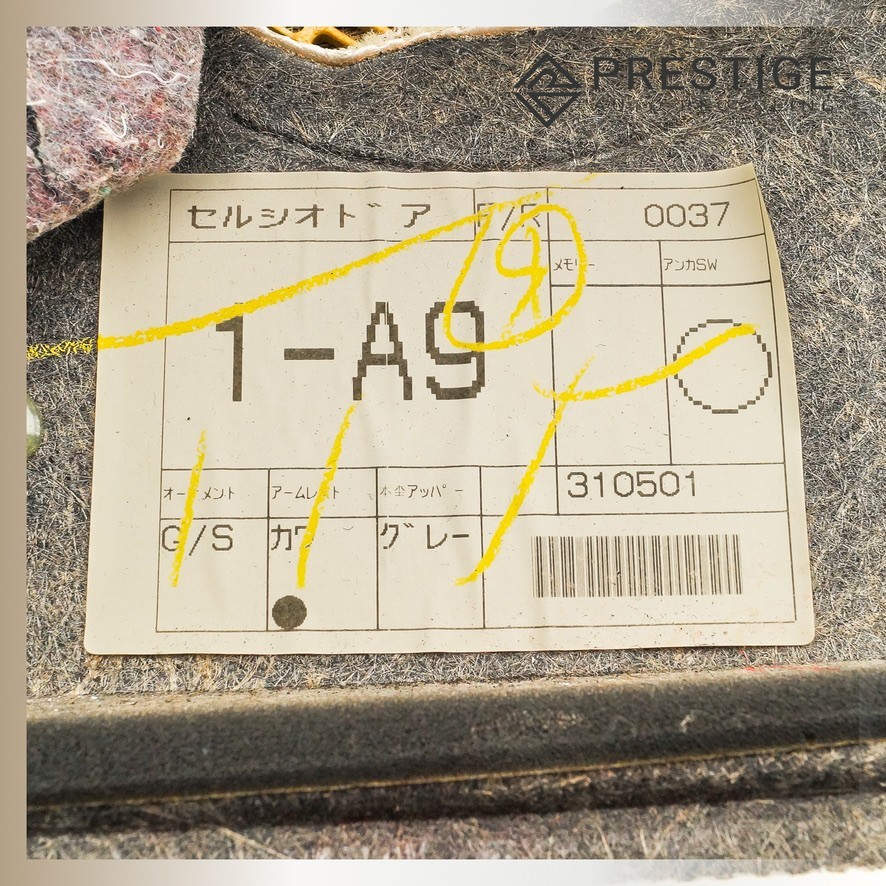 PRESTIGE
セルシオドア F/R 0037
メモリー アンカSW
1-A9
9
オーナメント アームレスト 本杢アッパー 310501
G/S カワ グレー